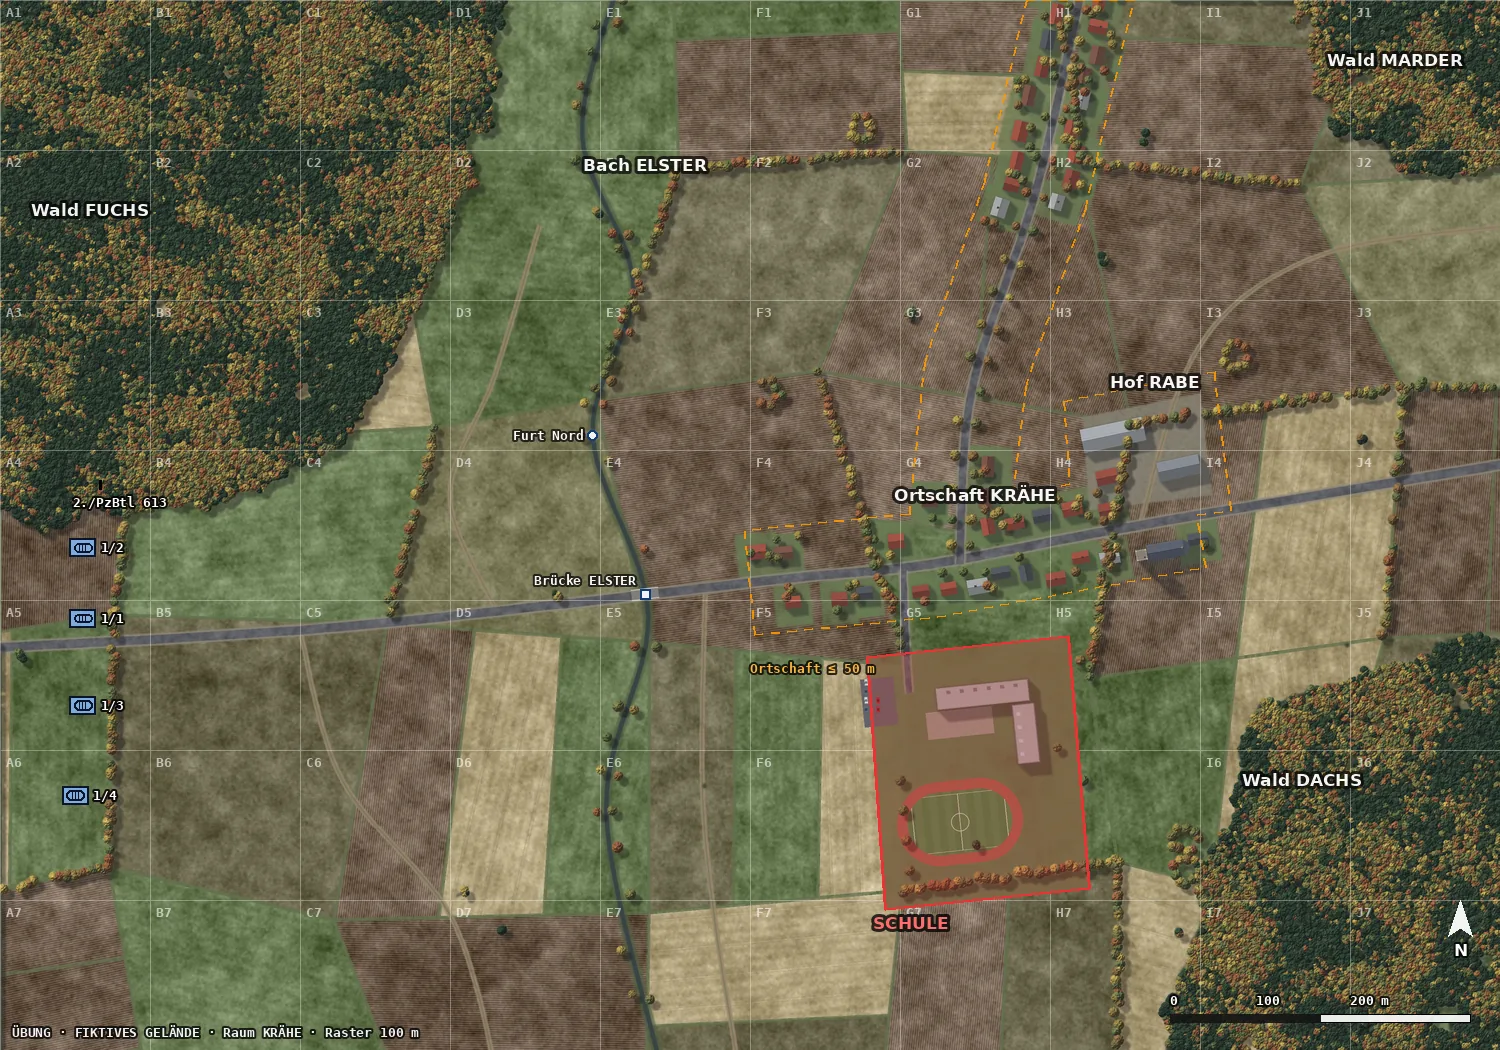 A1 B1 C1 D1 E1 F1 G1 H1 I1 J1
Wald MARDER
A2 B2 C2 D2 F2 G2 H2 I2 J2
Bach ELSTER
Wald FUCHS
A3 B3 C3 D3 E3 F3 G3 H3 I3 J3
Hof RABE
Furt Nord
A4 B4 C4 D4 E4 F4 G4 H4 I4 J4
Ortschaft KRÄHE
2./PzBtl 613
1/2
Brücke ELSTER
A5 B5 C5 D5 E5 F5 G5 H5 I5 J5
1/1
Ortschaft ≤ 50 m
1/3
A6 B6 C6 D6 E6 F6 I6 J6
Wald DACHS
1/4
A7 B7 C7 D7 E7 F7 G7 H7 I7 J7
SCHULE
N
0 100 200 m
ÜBUNG · FIKTIVES GELÄNDE · Raum KRÄHE · Raster 100 m